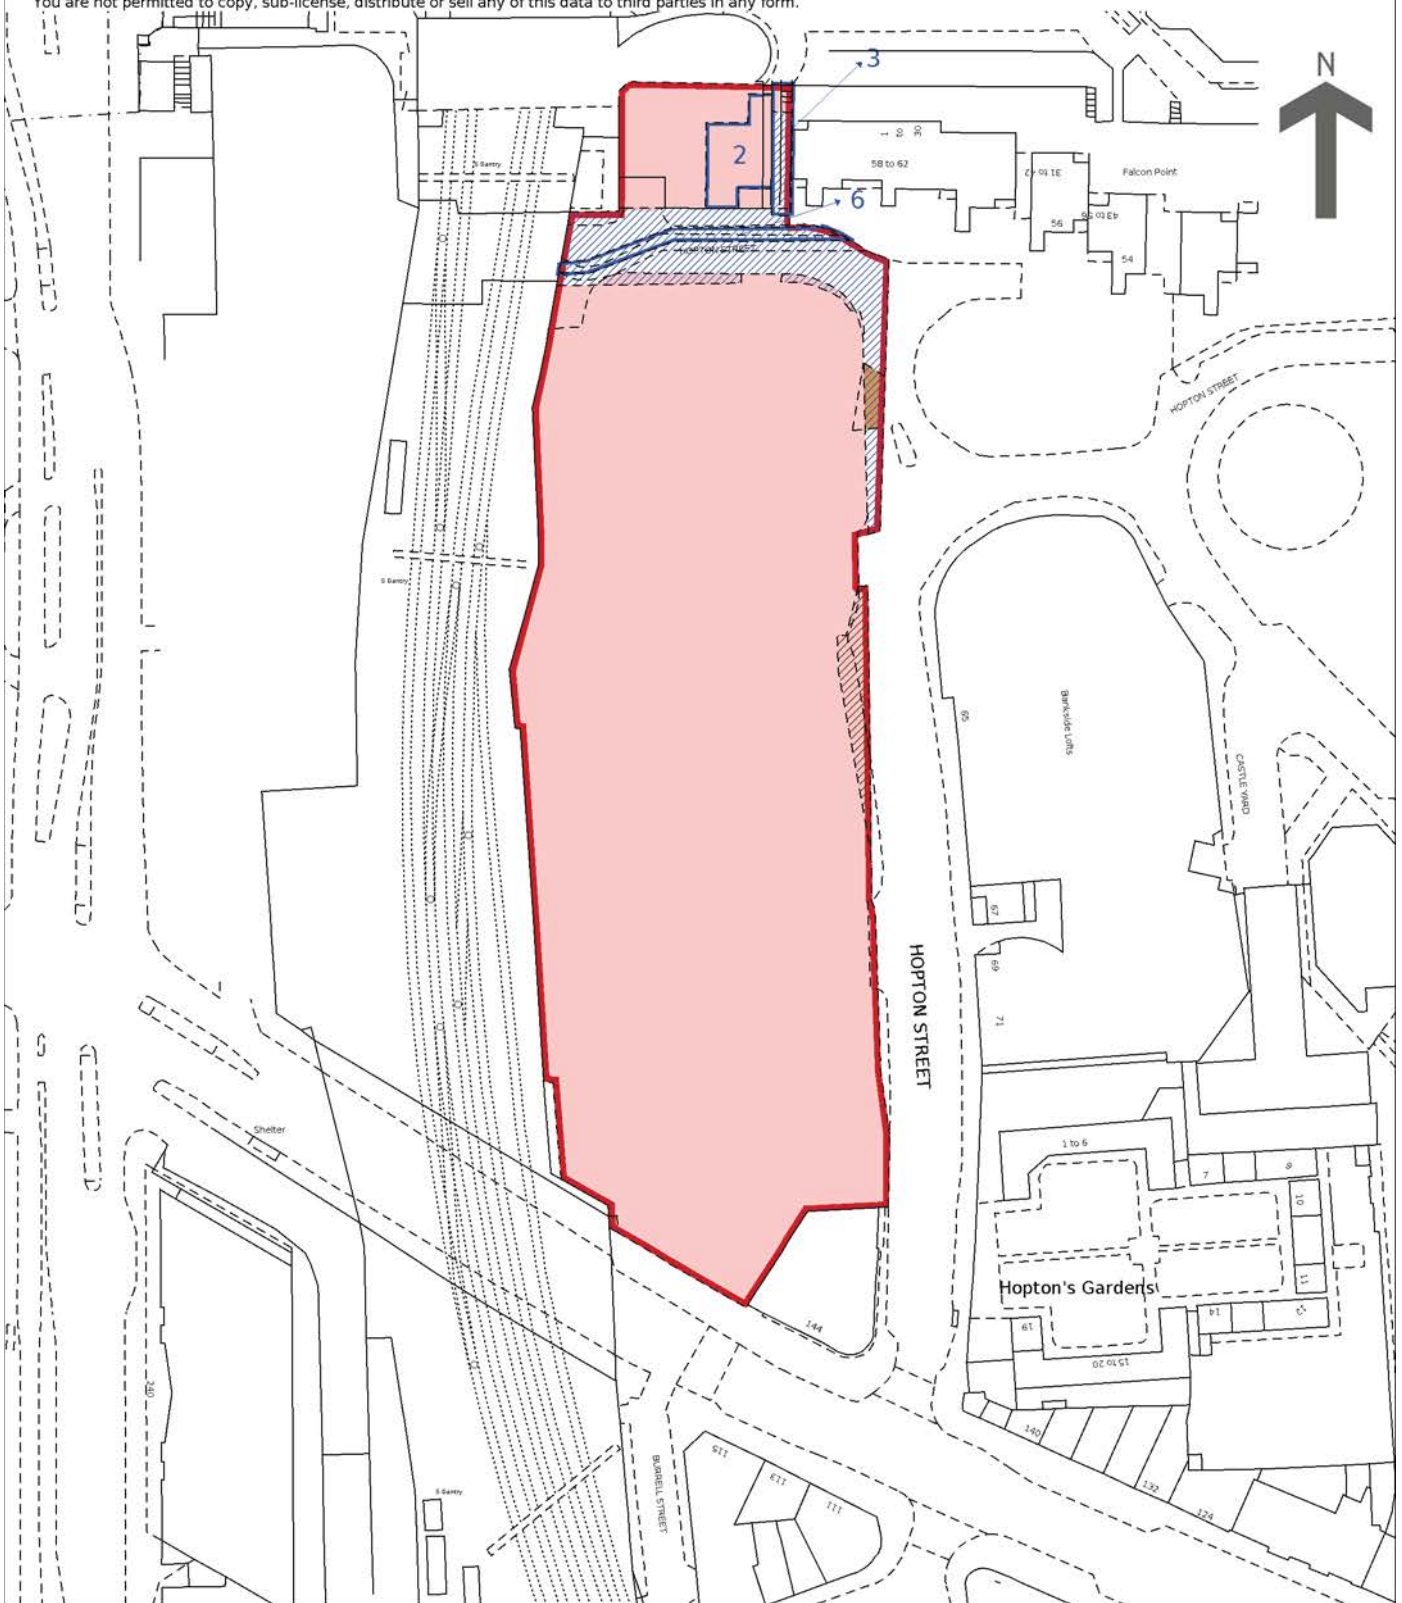 You are not permitted to copy, sub-license, distribute or sell any of this data to third parties in any form.
3
N
2
1
to
30
58 to 62
S Gantry
Falcon Point
31 to 42
6
43 to 56
56
HOPTON STREET
54
HOPTON STREET
S Gantry
65
Bankside Lofts
CASTLE YARD
67
69
HOPTON STREET
71
Shelter
1 to 6
7
8
10
Hopton's Gardens
11
14
144
19
15 to 20
240
140
115
113
111
BURRELL STREET
132
S Gantry
124